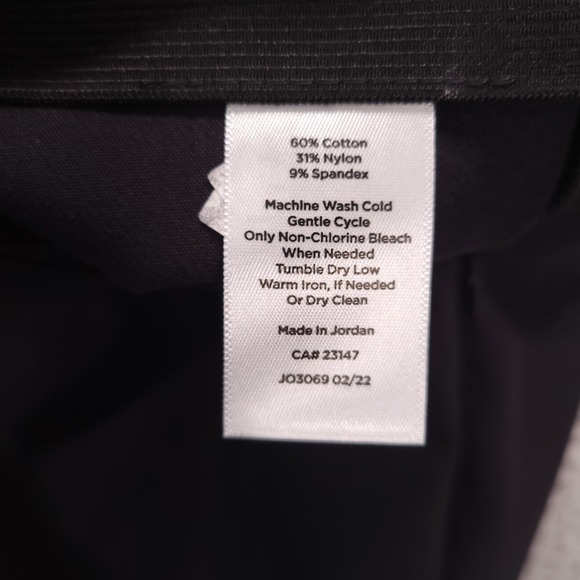 60% Cotton
31% Nylon
9% Spandex
Machine Wash Cold
Gentle Cycle
Only Non-Chlorine Bleach
When Needed
Tumble Dry Low
Warm Iron, If Needed
Or Dry Clean
Made In Jordan
CA# 23147
JO3069 02/22